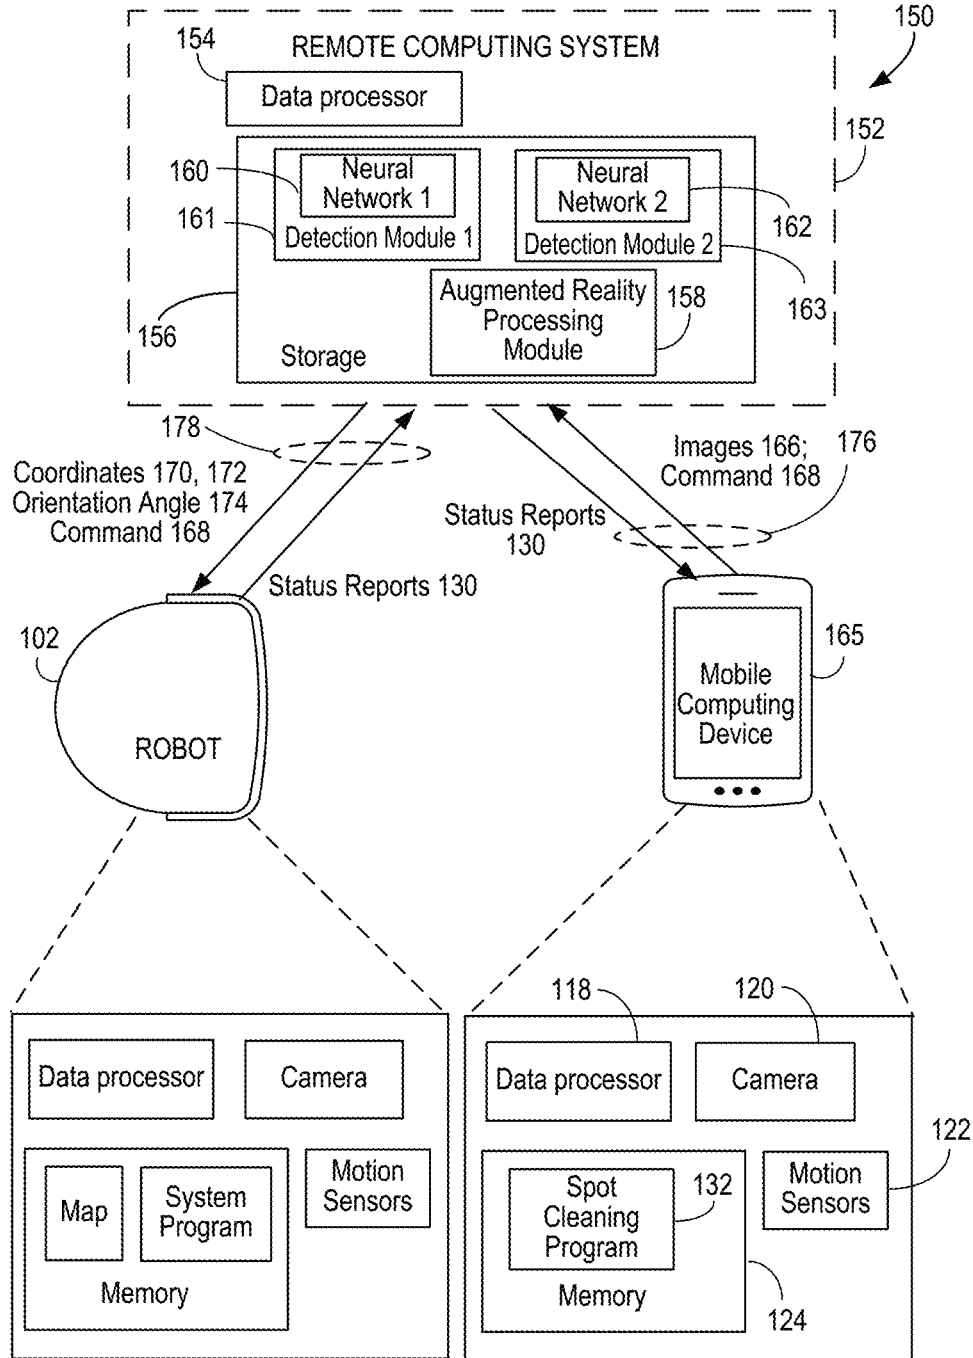 150
154
REMOTE COMPUTING SYSTEM
Data processor
152
160
Neural
Network 1
161
Detection Module 1
Neural
Network 2
162
Detection Module 2
163
Augmented Reality
Processing
Module
158
156
Storage
178
Coordinates 170, 172
Orientation Angle 174
Command 168
Status Reports 130
Images 166;
Command 168
176
Status Reports
130
102
ROBOT
165
Mobile
Computing
Device
Data processor
Camera
Map
System
Program
Memory
Motion
Sensors
118
120
Data processor
Camera
122
Spot
Cleaning
Program
132
Memory
124
Motion
Sensors